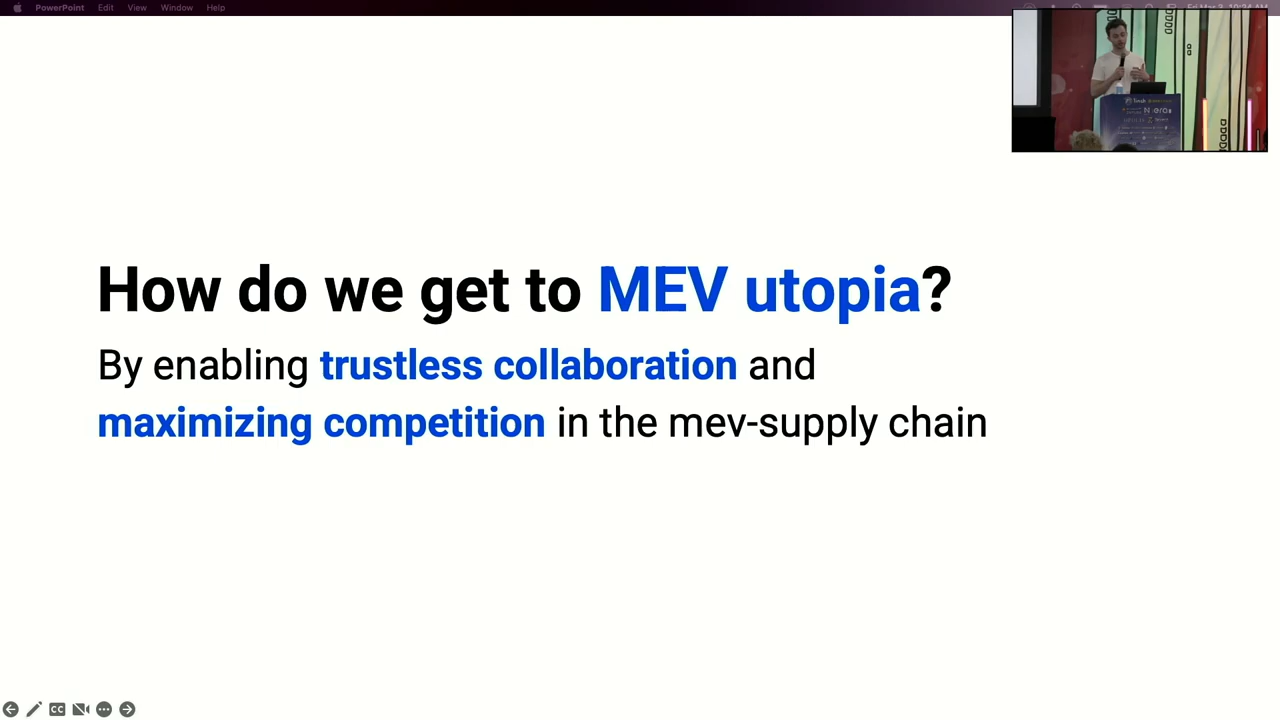 PowerPoint Edit View Window Help
How do we get to MEV utopia?
By enabling trustless collaboration and
maximizing competition in the mev-supply chain
CC